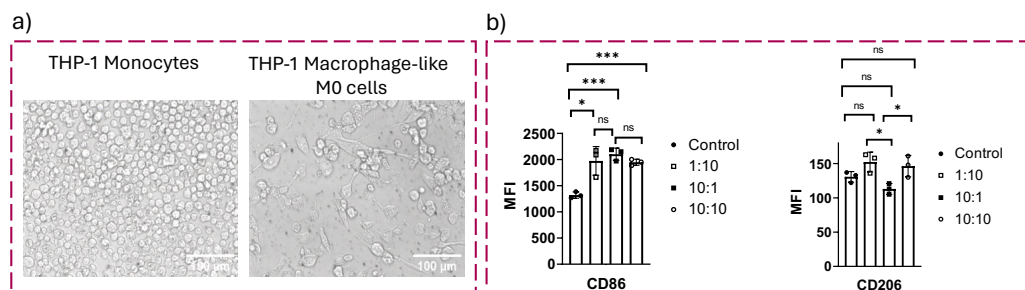 a)
THP-1 Monocytes
THP-1 Macrophage-like
M0 cells
100 µm
100 µm
b)
***
***
*
ns
ns
2500
2000
1500
1000
500
0
MFI
CD86
Control
1:10
10:1
10:10
ns
ns
ns
*
*
150
100
50
0
MFI
CD206
Control
1:10
10:1
10:10